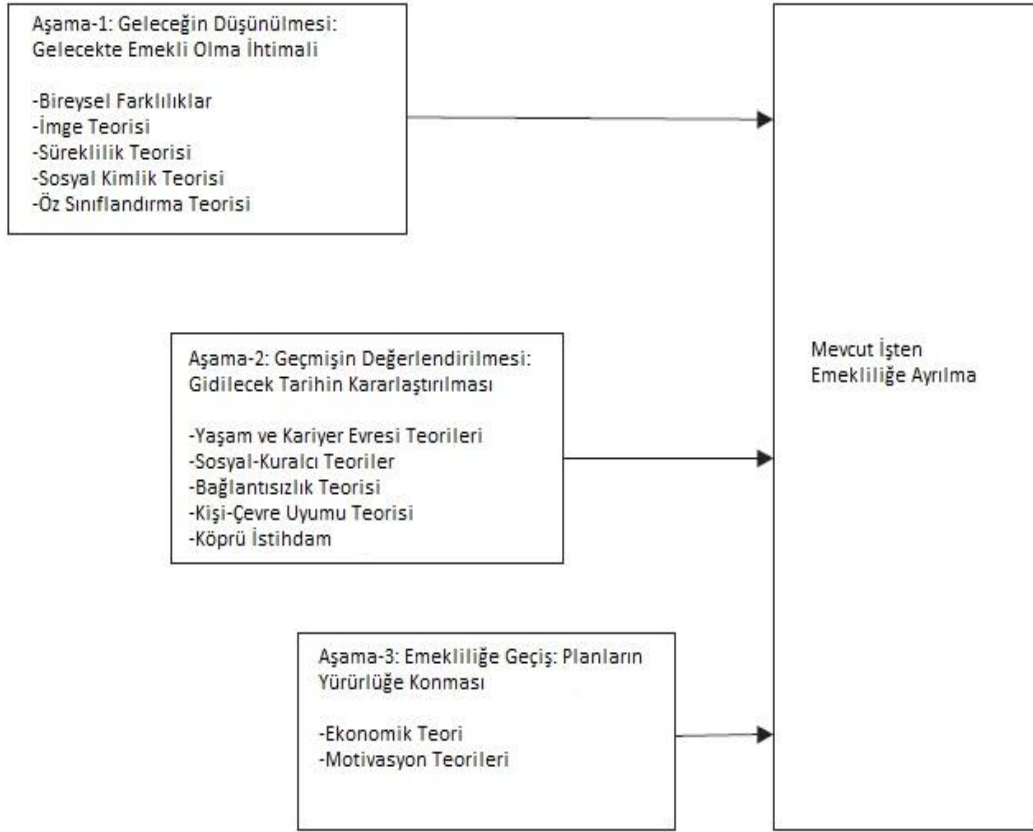 Aşama-1: Geleceğin Düşünülmesi:
Gelecekte Emekli Olma İhtimali
-Bireysel Farklılıklar
-İmge Teorisi
-Süreklilik Teorisi
-Sosyal Kimlik Teorisi
-Öz Sınıflandırma Teorisi
Aşama-2: Geçmişin Değerlendirilmesi:
Gidilecek Tarihin Kararlaştırılması
-Yaşam ve Kariyer Evresi Teorileri
-Sosyal-Kuralcı Teoriler
-Bağlantısızlık Teorisi
-Kişi-Çevre Uyumu Teorisi
-Köprü İstihdam
Aşama-3: Emekliliğe Geçiş: Planların
Yürürlüğe Konması
-Ekonomik Teori
-Motivasyon Teorileri
Mevcut İşten
Emekliliğe Ayrılma